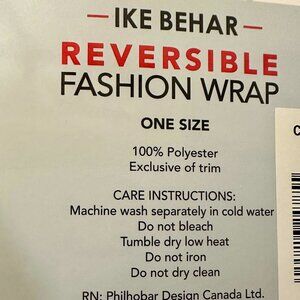 IKE BEHAR
REVERSIBLE
FASHION WRAP
ONE SIZE
100% Polyester
Exclusive of trim
CARE INSTRUCTIONS:
Machine wash separately in cold water
Do not bleach
Tumble dry low heat
Do not iron
Do not dry clean
RN: Philhobar Design Canada Ltd.
C